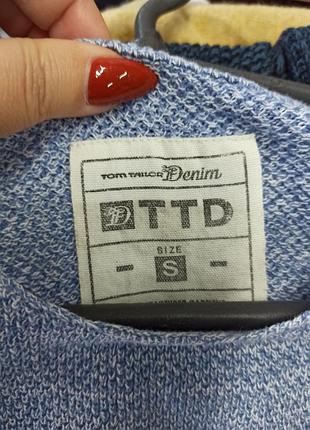 TOM TAILOR Denim
TTD
SIZE
- S -